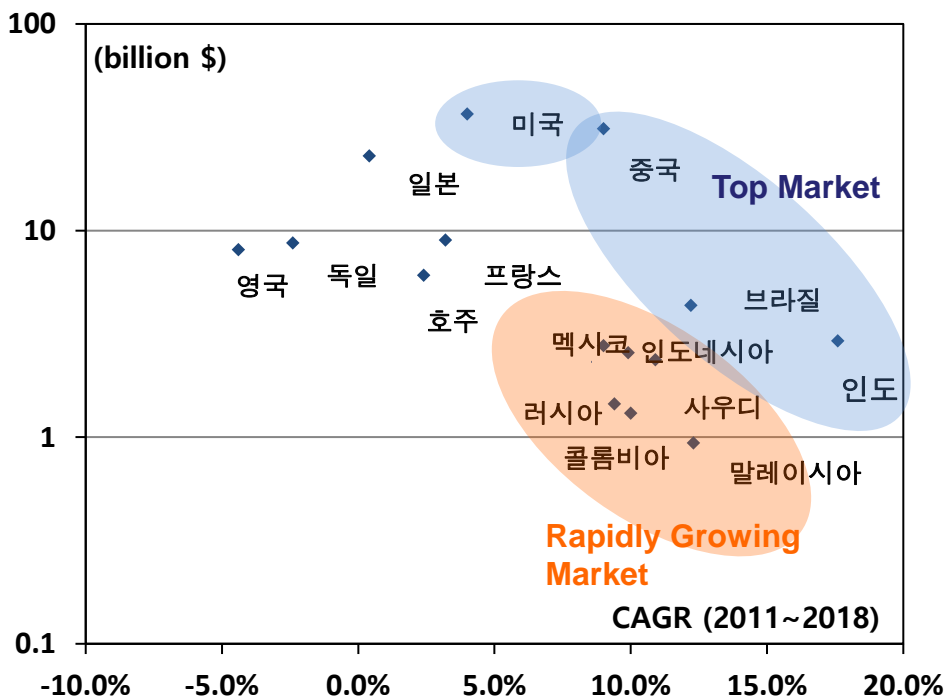 100
(billion $)
미국
중국
일본
Top Market
10
영국
독일
프랑스
호주
브라질
멕시코
인도네시아
인도
러시아
사우디
1
콜롬비아
말레이시아
Rapidly Growing
Market
CAGR (2011~2018)
0.1
-10.0%
-5.0%
0.0%
5.0%
10.0%
15.0%
20.0%